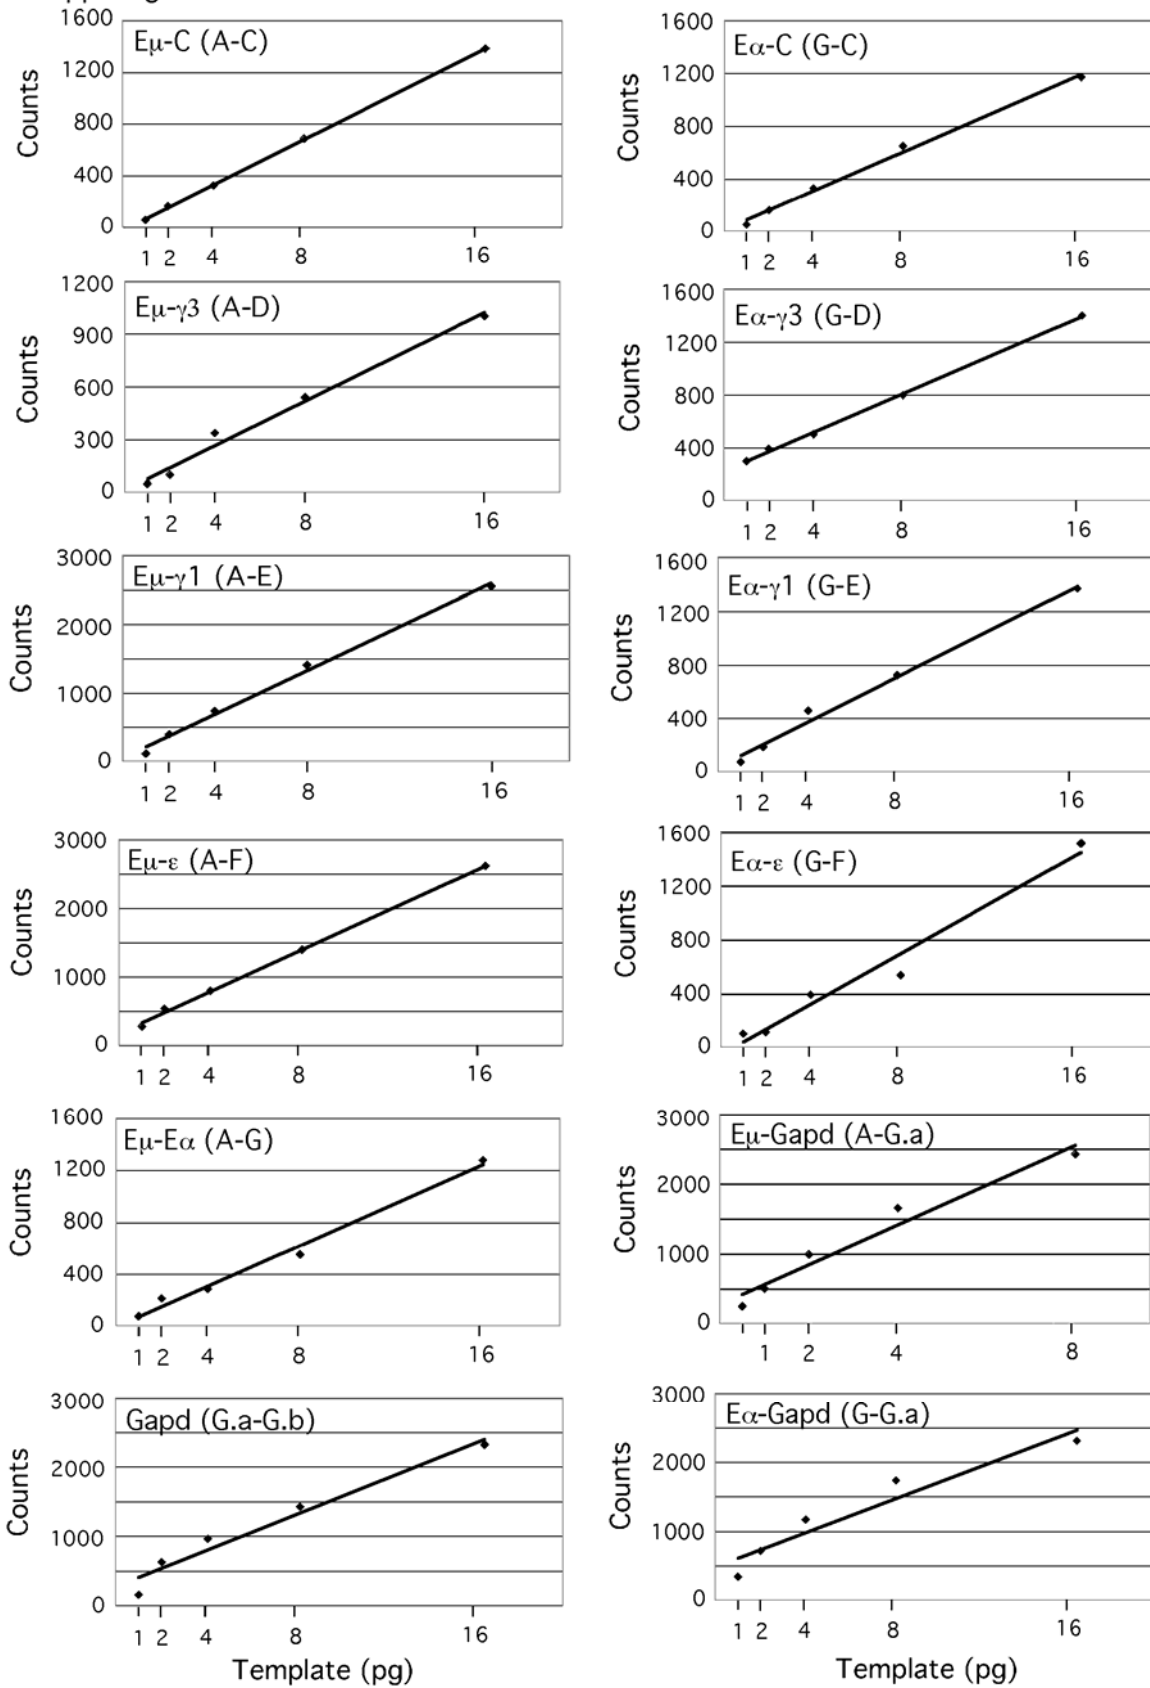 1600
Eμ-C (A-C)
1200
800
400
0
Counts
1 2 4 8 16
1600
Eα-C (G-C)
1200
800
400
0
Counts
1 2 4 8 16
1200
Eμ-γ3 (A-D)
900
600
300
0
Counts
1 2 4 8 16
1600
Eα-γ3 (G-D)
1200
800
400
0
Counts
1 2 4 8 16
3000
Eμ-γ1 (A-E)
2000
1000
0
Counts
1 2 4 8 16
1600
Eα-γ1 (G-E)
1200
800
400
0
Counts
1 2 4 8 16
3000
Eμ-ε (A-F)
2000
1000
0
Counts
1 2 4 8 16
1600
Eα-ε (G-F)
1200
800
400
0
Counts
1 2 4 8 16
1600
Eμ-Eα (A-G)
1200
800
400
0
Counts
1 2 4 8 16
3000
Eμ-Gapd (A-G.a)
2000
1000
0
Counts
1 2 4 8
3000
Gapd (G.a-G.b)
2000
1000
0
Counts
1 2 4 8 16
Template (pg)
3000
Eα-Gapd (G-G.a)
2000
1000
0
Counts
1 2 4 8 16
Template (pg)